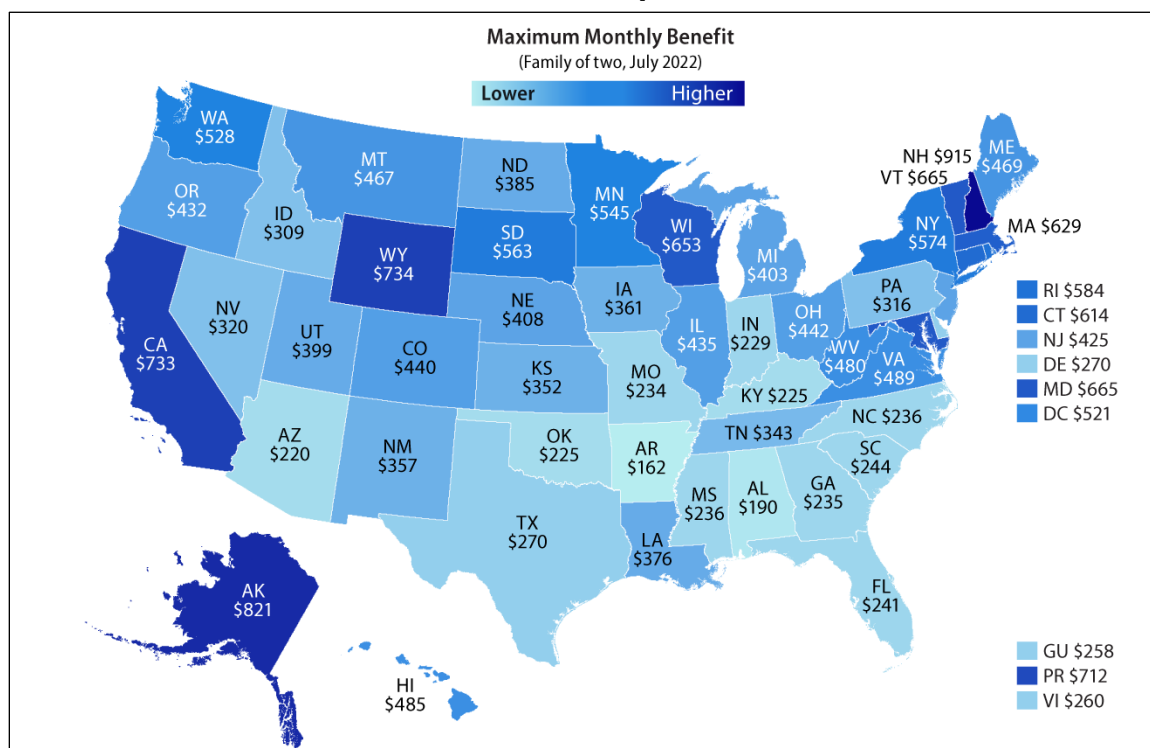 Maximum Monthly Benefit
(Family of two, July 2022)
Lower Higher
WA
$528
OR
$432
CA
$733
NV
$320
ID
$309
MT
$467
WY
$734
UT
$399
AZ
$220
CO
$440
NM
$357
ND
$385
SD
$563
NE
$408
KS
$352
OK
$225
TX
$270
MN
$545
IA
$361
MO
$234
AR
$162
LA
$376
WI
$653
IL
$435
MI
$403
IN
$229
OH
$442
KY $225
TN $343
MS
$236
AL
$190
GA
$235
FL
$241
SC
$244
NC $236
WV
$480
VA
$489
PA
$316
NY
$574
NH $915
VT $665
ME
$469
MA $629
RI $584
CT $614
NJ $425
DE $270
MD $665
DC $521
AK
$821
HI
$485
GU $258
PR $712
VI $260